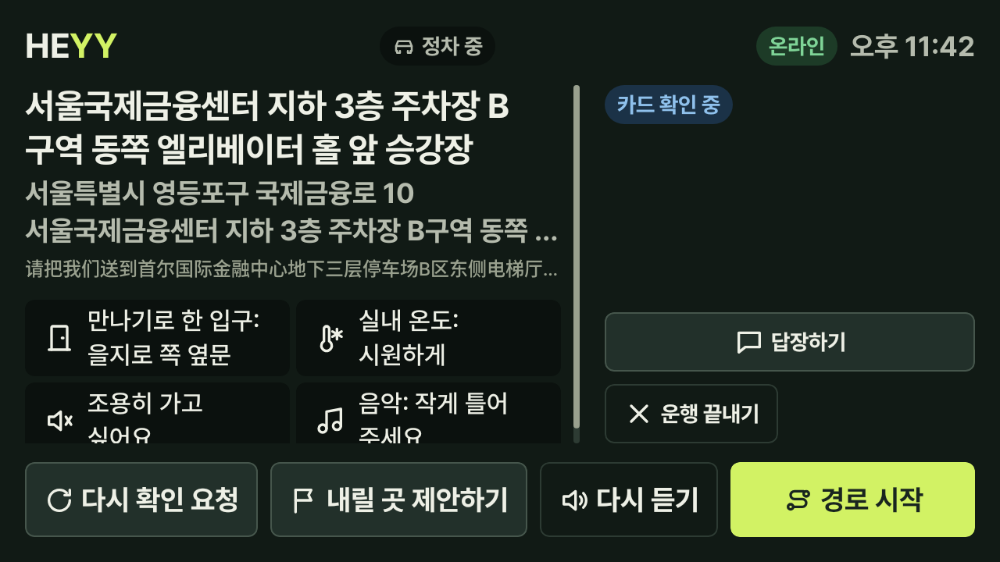 HEYY
정차 중
온라인
오후 11:42
서울국제금융센터 지하 3층 주차장 B
구역 동쪽 엘리베이터 홀 앞 승강장
서울특별시 영등포구 국제금융로 10
서울국제금융센터 지하 3층 주차장 B구역 동쪽 ...
请把我们送到首尔国际金融中心地下三层停车场B区东侧电梯厅...
만나기로 한 입구:
을지로 쪽 옆문
실내 온도:
시원하게
조용히 가고
싶어요
음악: 작게 틀어
주세요
카드 확인 중
답장하기
운행 끝내기
다시 확인 요청
내릴 곳 제안하기
다시 듣기
경로 시작